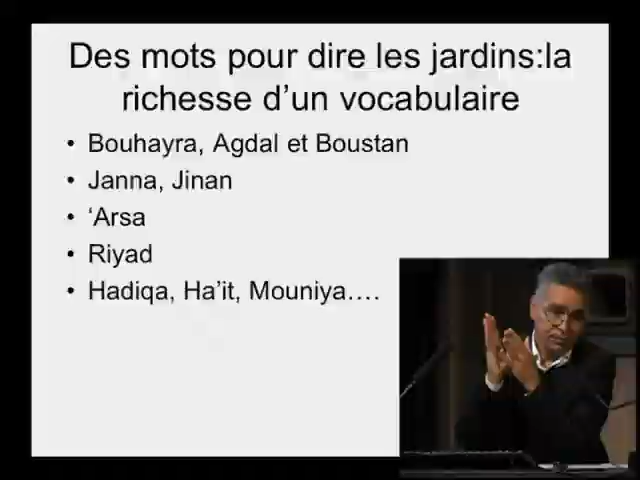 Des mots pour dire les jardins:la
richesse d’un vocabulaire
• Bouhayra, Agdal et Boustan
• Janna, Jinan
• ‘Arsa
• Riyad
• Hadiqa, Ha’it, Mouniya….